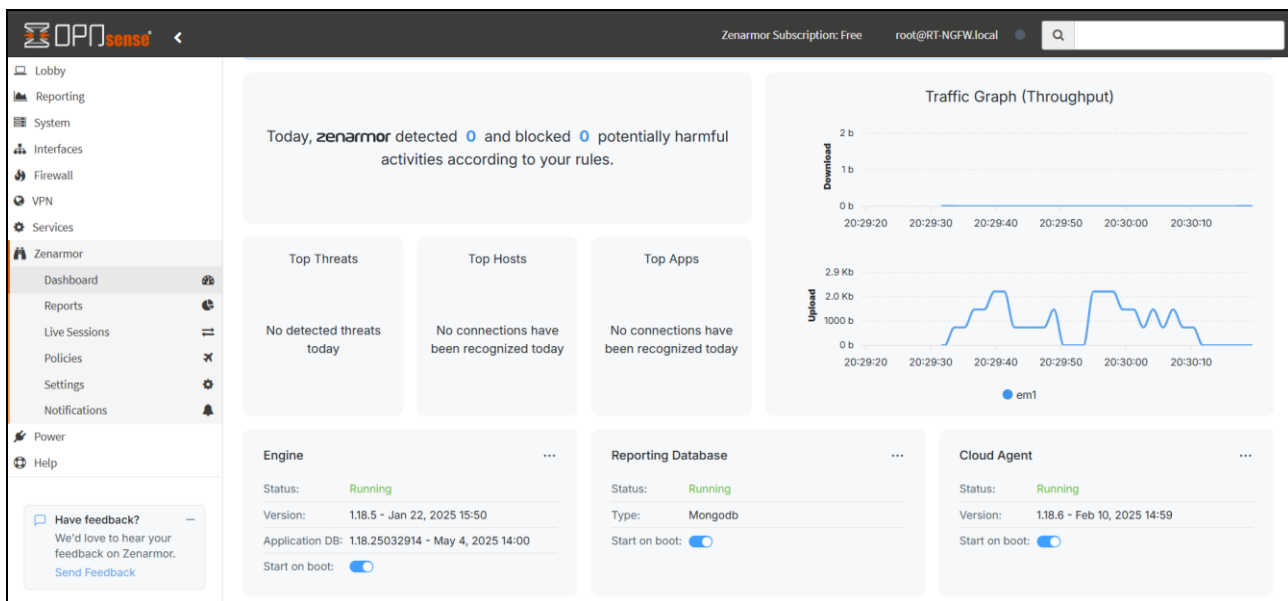 OPNsense®
Zenarmor Subscription: Free
root@RT-NGFW.local
Lobby
Reporting
System
Interfaces
Firewall
VPN
Services
Zenarmor
Dashboard
Reports
Live Sessions
Policies
Settings
Notifications
Power
Help
Have feedback?
We'd love to hear your
feedback on Zenarmor.
Send Feedback
Today, zenarmor detected 0 and blocked 0 potentially harmful
activities according to your rules.
Top Threats
No detected threats
today
Top Hosts
No connections have
been recognized today
Top Apps
No connections have
been recognized today
Traffic Graph (Throughput)
Download
2 b
1 b
0 b
20:29:20 20:29:30 20:29:40 20:29:50 20:30:00 20:30:10
Upload
2.9 Kb
2.0 Kb
1000 b
0 b
20:29:20 20:29:30 20:29:40 20:29:50 20:30:00 20:30:10
em1
Engine
Status: Running
Version: 1.18.5 - Jan 22, 2025 15:50
Application DB: 1.18.25032914 - May 4, 2025 14:00
Start on boot:
Reporting Database
Status: Running
Type: Mongodb
Start on boot:
Cloud Agent
Status: Running
Version: 1.18.6 - Feb 10, 2025 14:59
Start on boot: